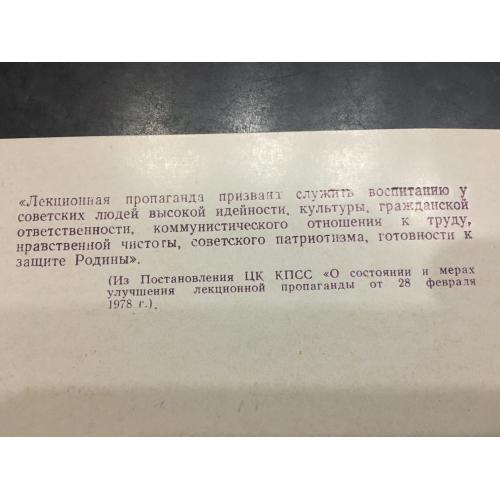 «Лекционная пропаганда призвана служить воспитанию у
советских людей высокой идейности, культуры, гражданской
ответственности, коммунистического отношения к труду,
нравственной чистоты, советского патриотизма, готовности к
защите Родины».
(Из Постановления ЦК КПСС «О состоянии и мерах
улучшения лекционной пропаганды от 28 февраля
1978 г.).